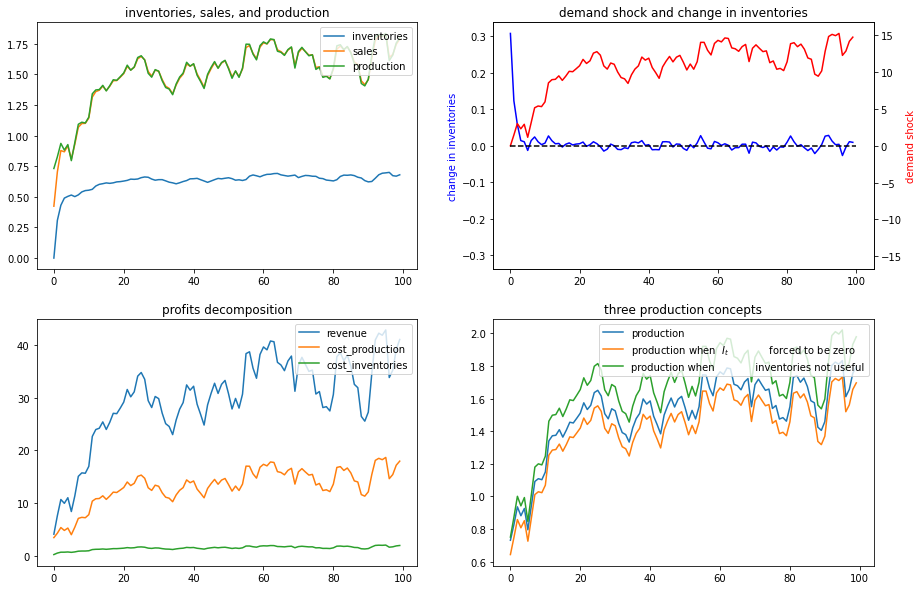 inventories, sales, and production
inventories
sales
production
1.75
1.50
1.25
1.00
0.75
0.50
0.25
0.00
0 20 40 60 80 100
demand shock and change in inventories
change in inventories
0.3
0.2
0.1
0.0
−0.1
−0.2
−0.3
15
10
5
0
−5
−10
−15
demand shock
0 20 40 60 80 100
profits decomposition
revenue
cost_production
cost_inventories
40
30
20
10
0
0 20 40 60 80 100
three production concepts
production
production when I_t forced to be zero
production when inventories not useful
2.0
1.8
1.6
1.4
1.2
1.0
0.8
0.6
0 20 40 60 80 100